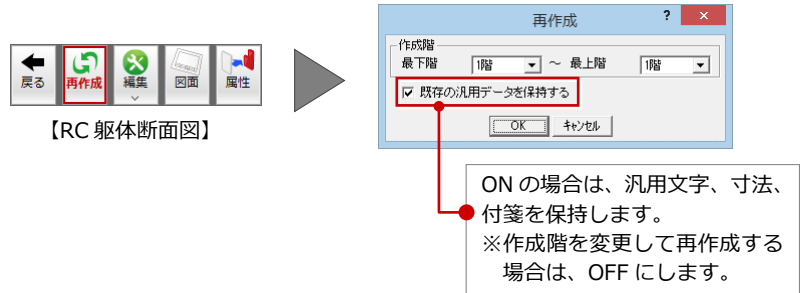 戻る 再作成 編集 図面 属性
【RC 躯体断面図】
再作成 ? ×
作成階
最下階 1階 ～ 最上階 1階
既存の汎用データを保持する
OK ｷｬﾝｾﾙ
ON の場合は、汎用文字、寸法、
付箋を保持します。
※作成階を変更して再作成する
場合は、OFF にします。